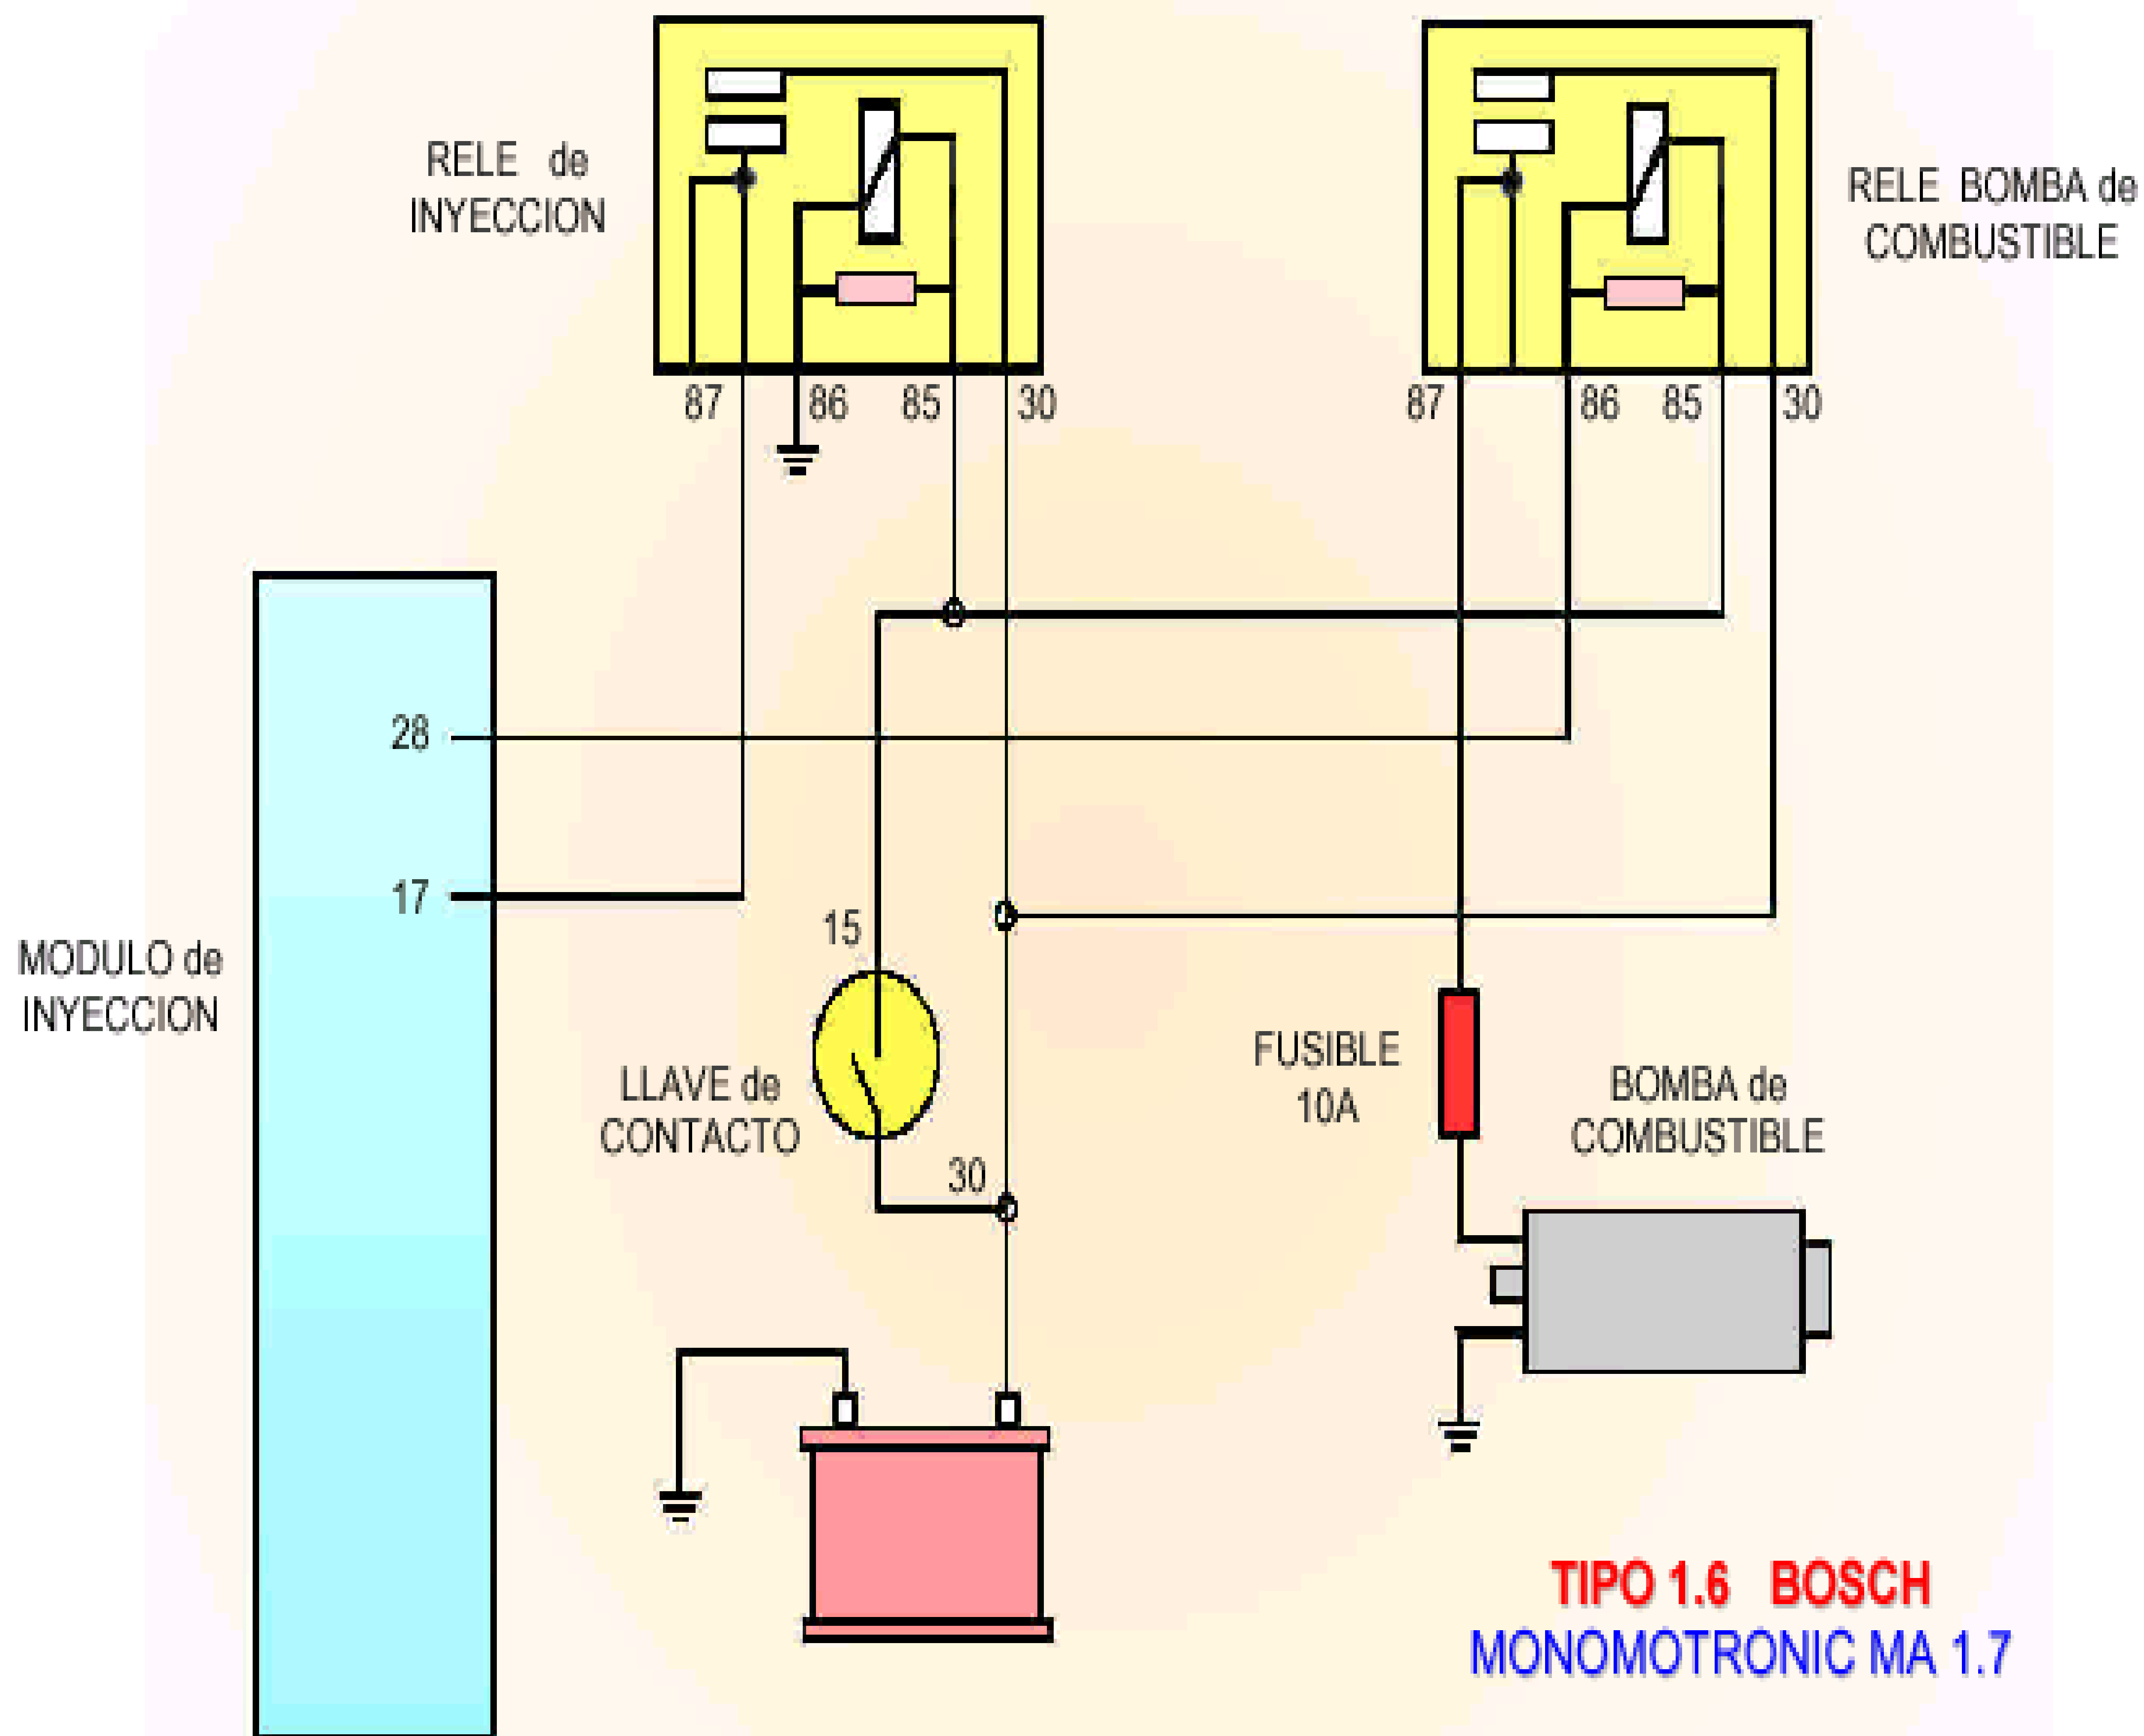 RELE de
INYECCION
RELE BOMBA de
COMBUSTIBLE
87 86 85 30
87 86 85 30
28
17
MODULO de
INYECCION
15
LLAVE de
CONTACTO
30
FUSIBLE
10A
BOMBA de
COMBUSTIBLE
TIPO 1.6 BOSCH
MONOMOTRONIC MA 1.7